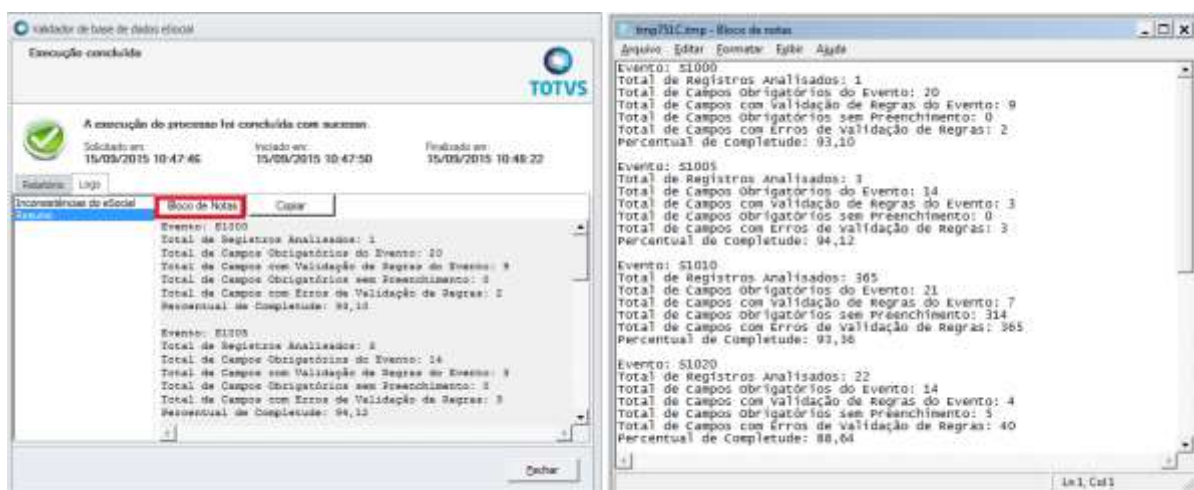 Validador de base de dados eSocial
Execução concluída
TOTVS
A execução do processo foi concluída com sucesso.
Solicitado em: Iniciado em: Finalizado em:
15/09/2015 10:47:46 15/09/2015 10:47:50 15/09/2015 10:48:22
Relatório Logs
Inconsistências do eSocial
Resumo
Bloco de Notas Copiar
Evento: S1000
Total de Registros Analisados: 1
Total de Campos Obrigatórios do Evento: 20
Total de Campos com Validação de Regras do Evento: 9
Total de Campos Obrigatórios sem Preenchimento: 0
Total de Campos com Erros de Validação de Regras: 2
Percentual de Completude: 93,10
Evento: S1005
Total de Registros Analisados: 3
Total de Campos Obrigatórios do Evento: 14
Total de Campos com Validação de Regras do Evento: 3
Total de Campos Obrigatórios sem Preenchimento: 0
Total de Campos com Erros de Validação de Regras: 3
Percentual de Completude: 94,12
Fechar
tmp751C.tmp - Bloco de notas
Arquivo Editar Formatar Exibir Ajuda
Evento: S1000
Total de Registros Analisados: 1
Total de Campos Obrigatórios do Evento: 20
Total de Campos com Validação de Regras do Evento: 9
Total de Campos Obrigatórios sem Preenchimento: 0
Total de Campos com Erros de Validação de Regras: 2
Percentual de Completude: 93,10
Evento: S1005
Total de Registros Analisados: 3
Total de Campos Obrigatórios do Evento: 14
Total de Campos com Validação de Regras do Evento: 3
Total de Campos Obrigatórios sem Preenchimento: 0
Total de Campos com Erros de Validação de Regras: 3
Percentual de Completude: 94,12
Evento: S1010
Total de Registros Analisados: 365
Total de Campos Obrigatórios do Evento: 21
Total de Campos com Validação de Regras do Evento: 7
Total de Campos Obrigatórios sem Preenchimento: 314
Total de Campos com Erros de Validação de Regras: 365
Percentual de Completude: 93,36
Evento: S1020
Total de Registros Analisados: 22
Total de Campos Obrigatórios do Evento: 14
Total de Campos com Validação de Regras do Evento: 4
Total de Campos Obrigatórios sem Preenchimento: 5
Total de Campos com Erros de Validação de Regras: 40
Percentual de Completude: 88,64
Ln 1, Col 1